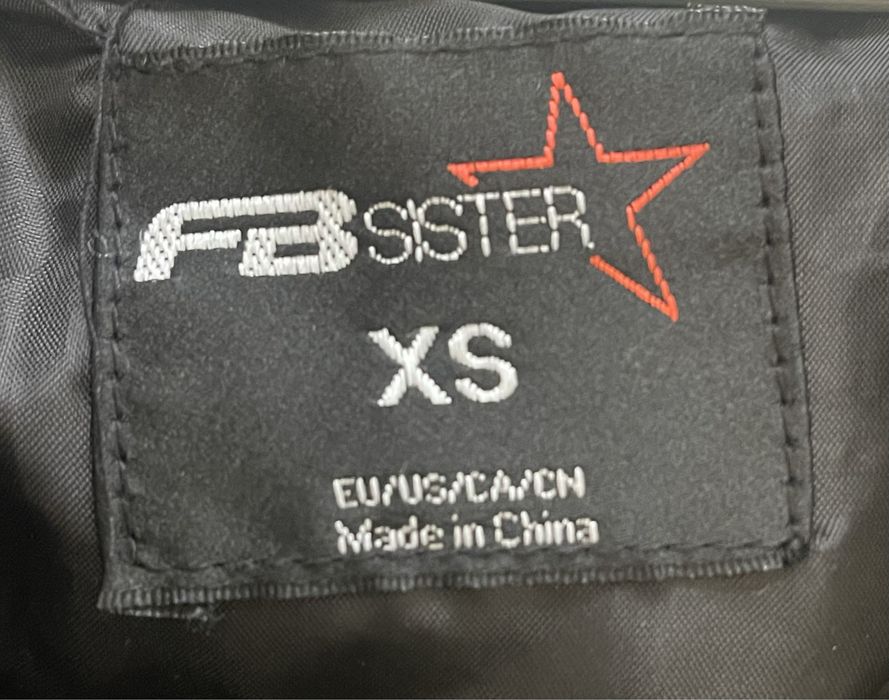 FB SISTER
XS
EU/US/CA/CN
Made in China